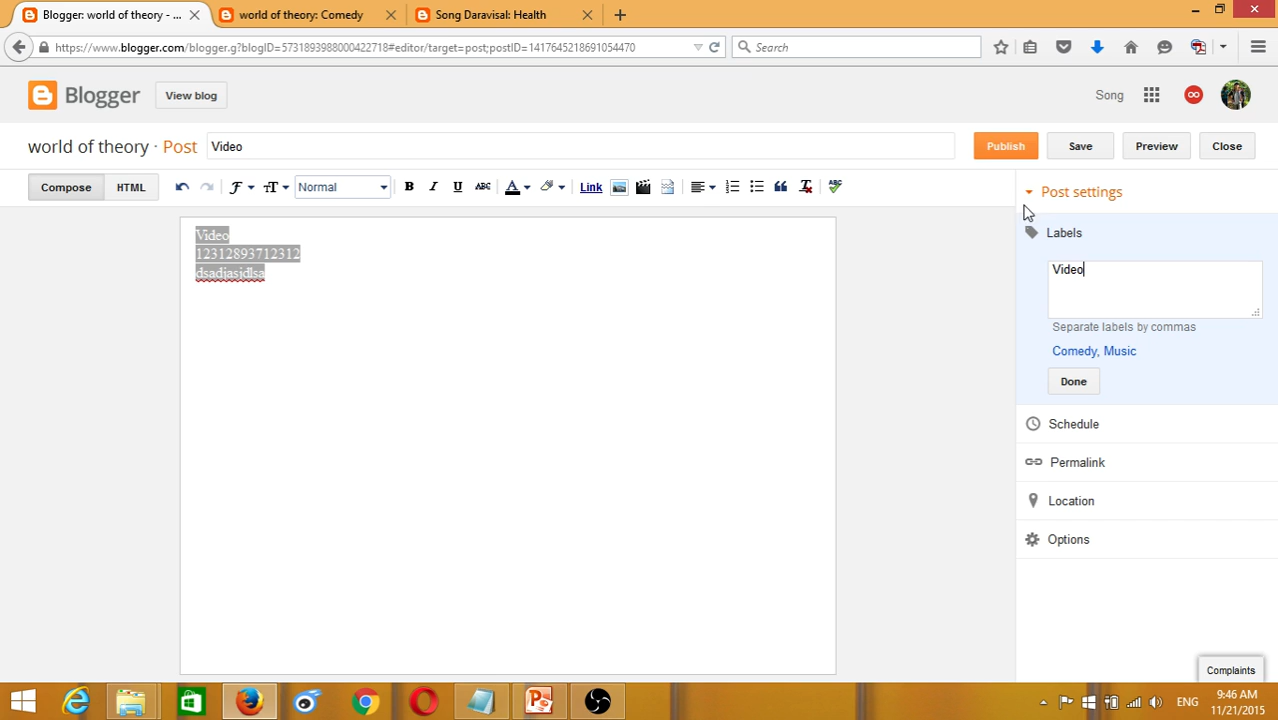 Blogger: world of theory - ...
world of theory: Comedy
Song Daravisal: Health
https://www.blogger.com/blogger.g?blogID=5731893988000422718#editor/target=post;postID=1417645218691054470
Search
Blogger
View blog
Song
world of theory · Post
Video
Publish
Save
Preview
Close
Compose
HTML
Normal
Link
Post settings
Labels
Video
Separate labels by commas
Comedy, Music
Done
Schedule
Permalink
Location
Options
Video
12312893712312
dsadjasjdlsa
Complaints
ENG
9:46 AM
11/21/2015